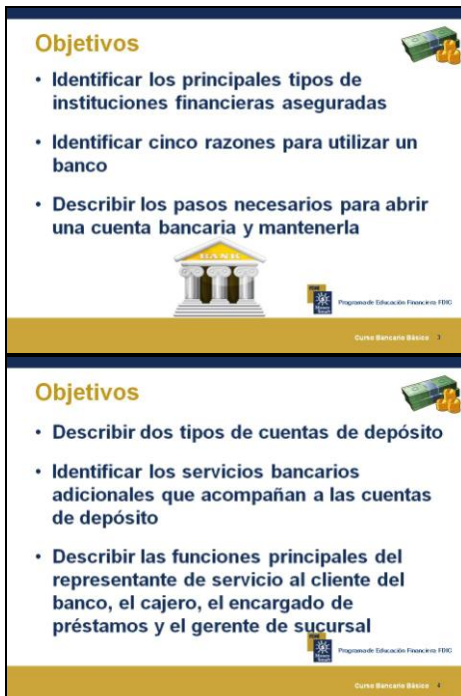 Objetivos
• Identificar los principales tipos de
instituciones financieras aseguradas
• Identificar cinco razones para utilizar un
banco
• Describir los pasos necesarios para abrir
una cuenta bancaria y mantenerla
BANK
Programa de Educación Financiera FDIC
Curso Bancario Básico 3
Objetivos
• Describir dos tipos de cuentas de depósito
• Identificar los servicios bancarios
adicionales que acompañan a las cuentas
de depósito
• Describir las funciones principales del
representante de servicio al cliente del
banco, el cajero, el encargado de
préstamos y el gerente de sucursal
Programa de Educación Financiera FDIC
Curso Bancario Básico 4